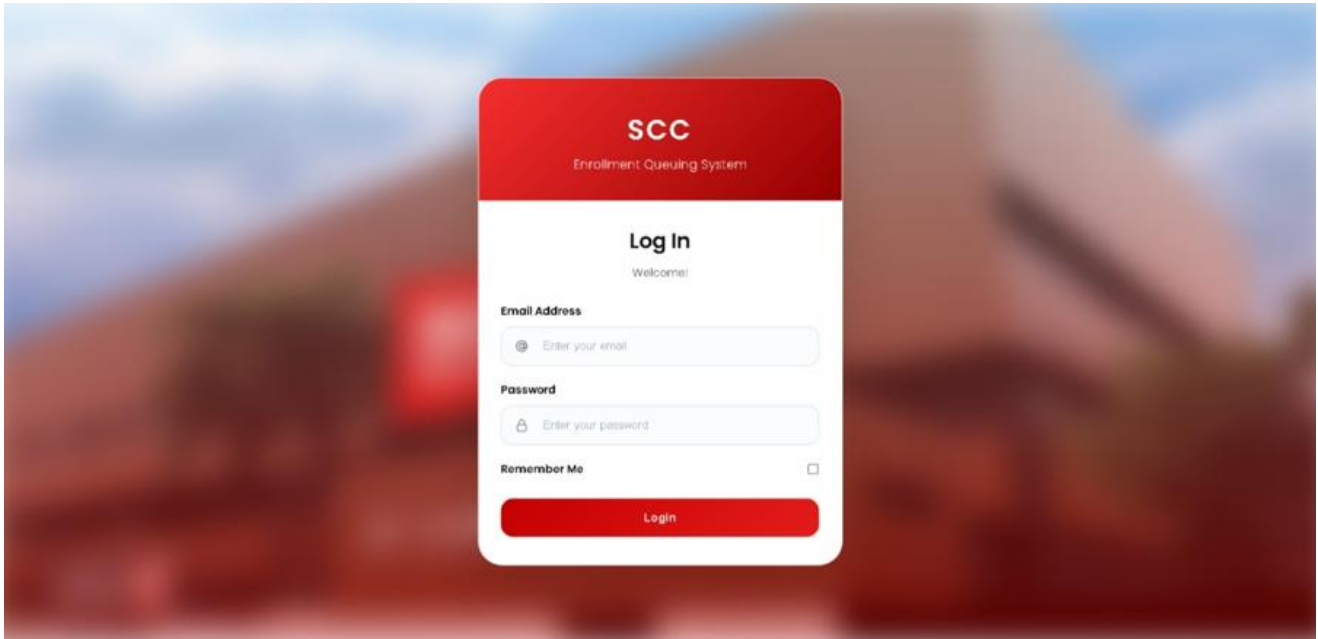 SCC
Enrollment Queuing System
Log In
Welcome!
Email Address
@ Enter your email
Password
Enter your password
Remember Me
Login